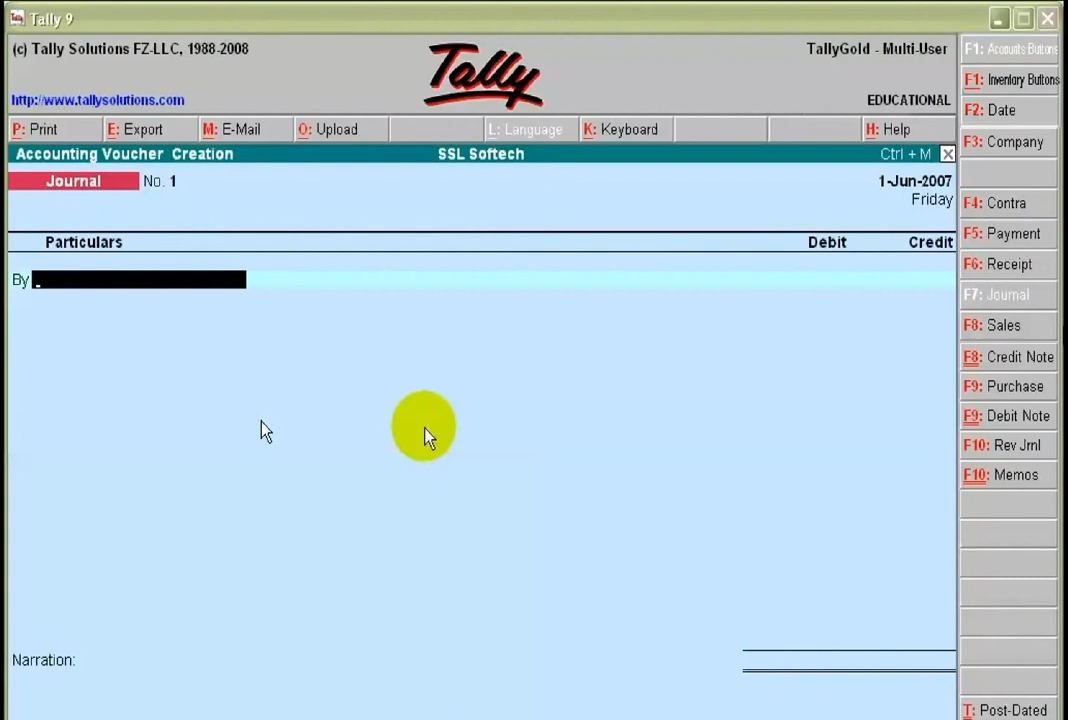 Tally 9
(c) Tally Solutions FZ-LLC, 1988-2008
Tally
TallyGold - Multi-User
http://www.tallysolutions.com
EDUCATIONAL
P: Print
E: Export
M: E-Mail
O: Upload
L: Language
K: Keyboard
H: Help
Accounting Voucher Creation
SSL Softech
Ctrl + M
Journal
No. 1
1-Jun-2007
Friday
Particulars
Debit
Credit
By
Narration:
F1: Accounts Buttons
F1: Inventory Buttons
F2: Date
F3: Company
F4: Contra
F5: Payment
F6: Receipt
F7: Journal
F8: Sales
F8: Credit Note
F9: Purchase
F9: Debit Note
F10: Rev Jrnl
F10: Memos
T: Post-Dated